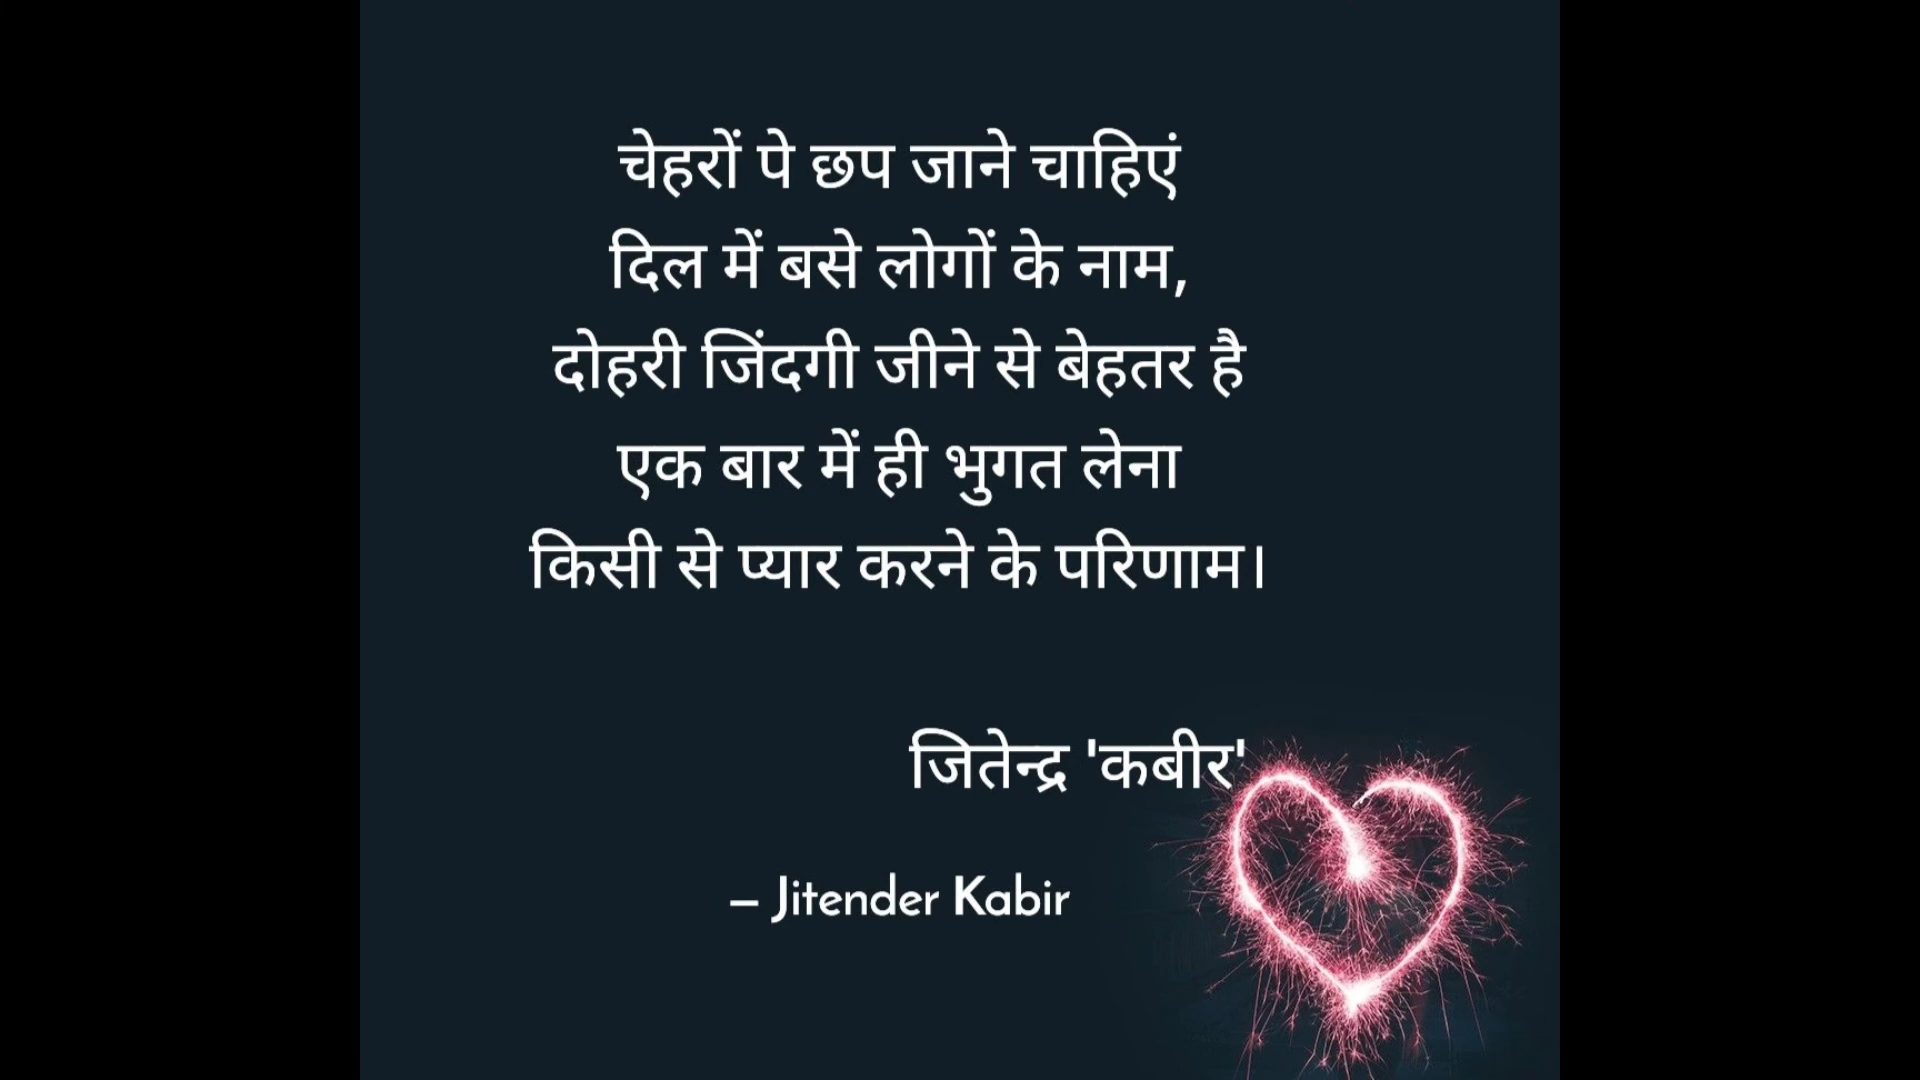 चेहरों पे छप जाने चाहिएं
दिल में बसे लोगों के नाम,
दोहरी जिंदगी जीने से बेहतर है
एक बार में ही भुगत लेना
किसी से प्यार करने के परिणाम।
जितेन्द्र 'कबीर'
– Jitender Kabir